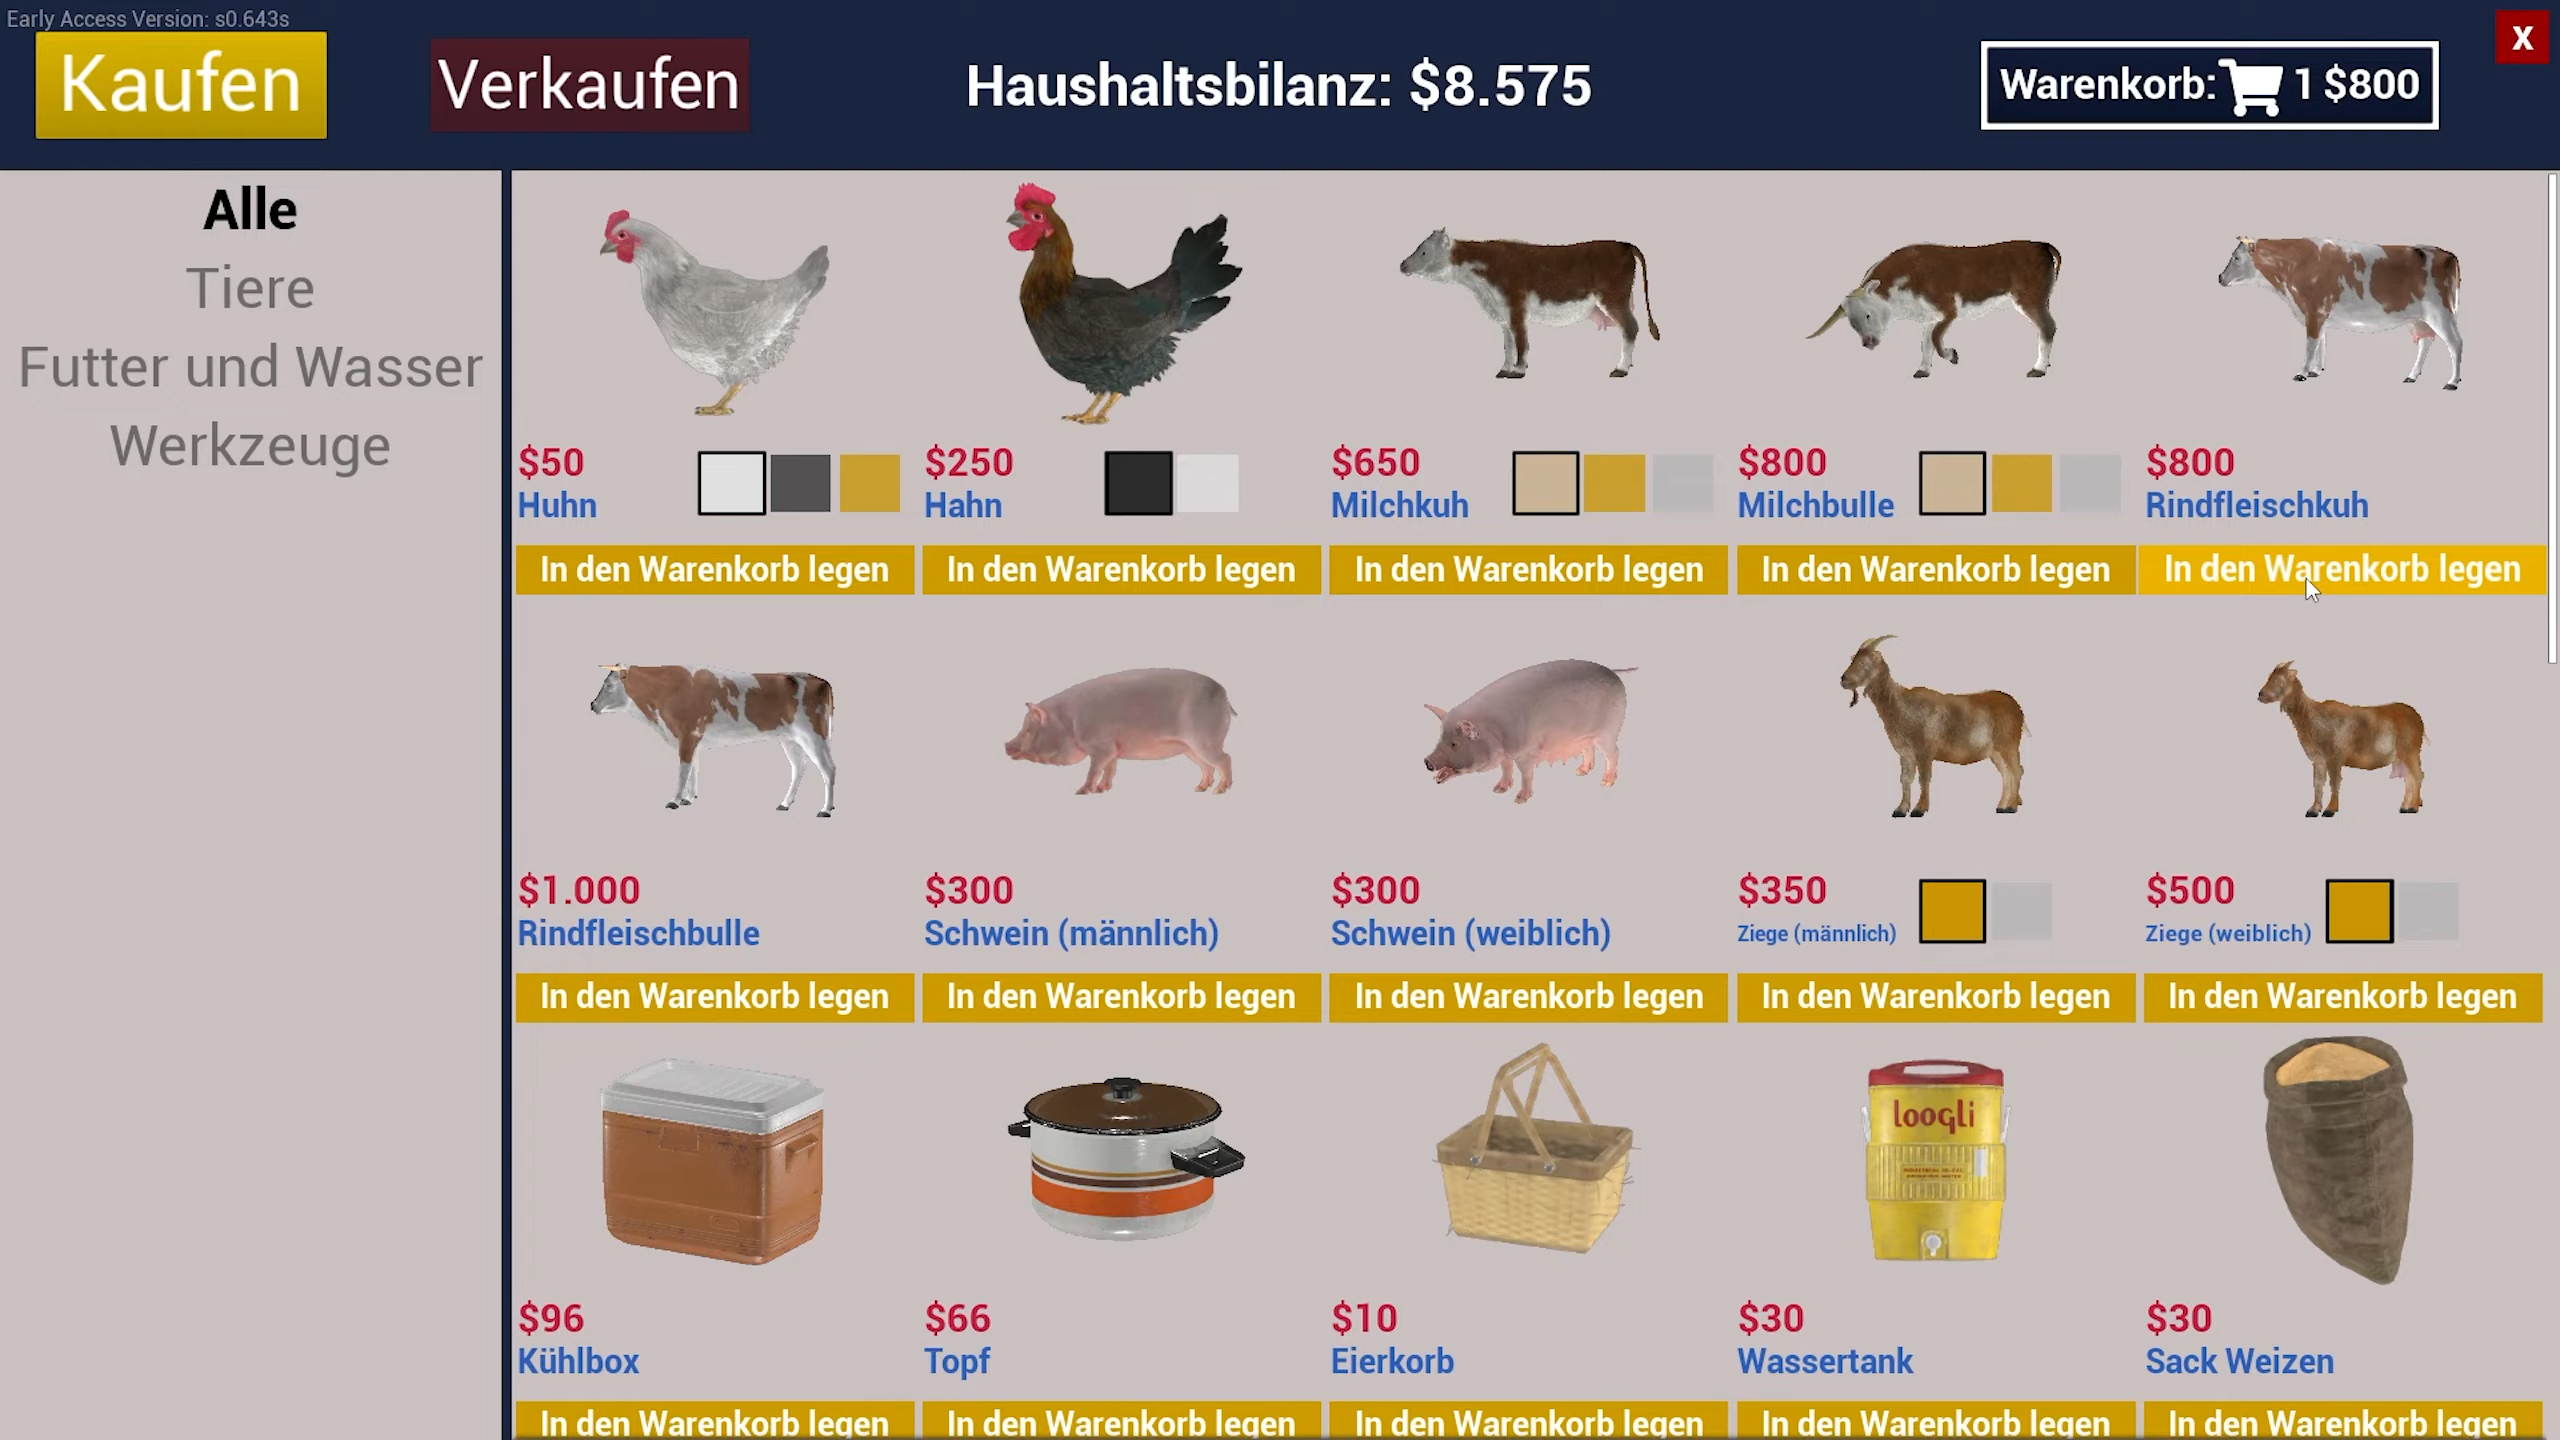 Early Access Version: s0.643s
Kaufen
Verkaufen
Haushaltsbilanz: $8.575
Warenkorb: 1 $800
X
Alle
Tiere
Futter und Wasser
Werkzeuge
$50
Huhn
In den Warenkorb legen
$250
Hahn
In den Warenkorb legen
$650
Milchkuh
In den Warenkorb legen
$800
Milchbulle
In den Warenkorb legen
$800
Rindfleischkuh
In den Warenkorb legen
$1.000
Rindfleischbulle
In den Warenkorb legen
$300
Schwein (männlich)
In den Warenkorb legen
$300
Schwein (weiblich)
In den Warenkorb legen
$350
Ziege (männlich)
In den Warenkorb legen
$500
Ziege (weiblich)
In den Warenkorb legen
$96
Kühlbox
In den Warenkorb legen
$66
Topf
In den Warenkorb legen
$10
Eierkorb
In den Warenkorb legen
loogli
$30
Wassertank
In den Warenkorb legen
$30
Sack Weizen
In den Warenkorb legen